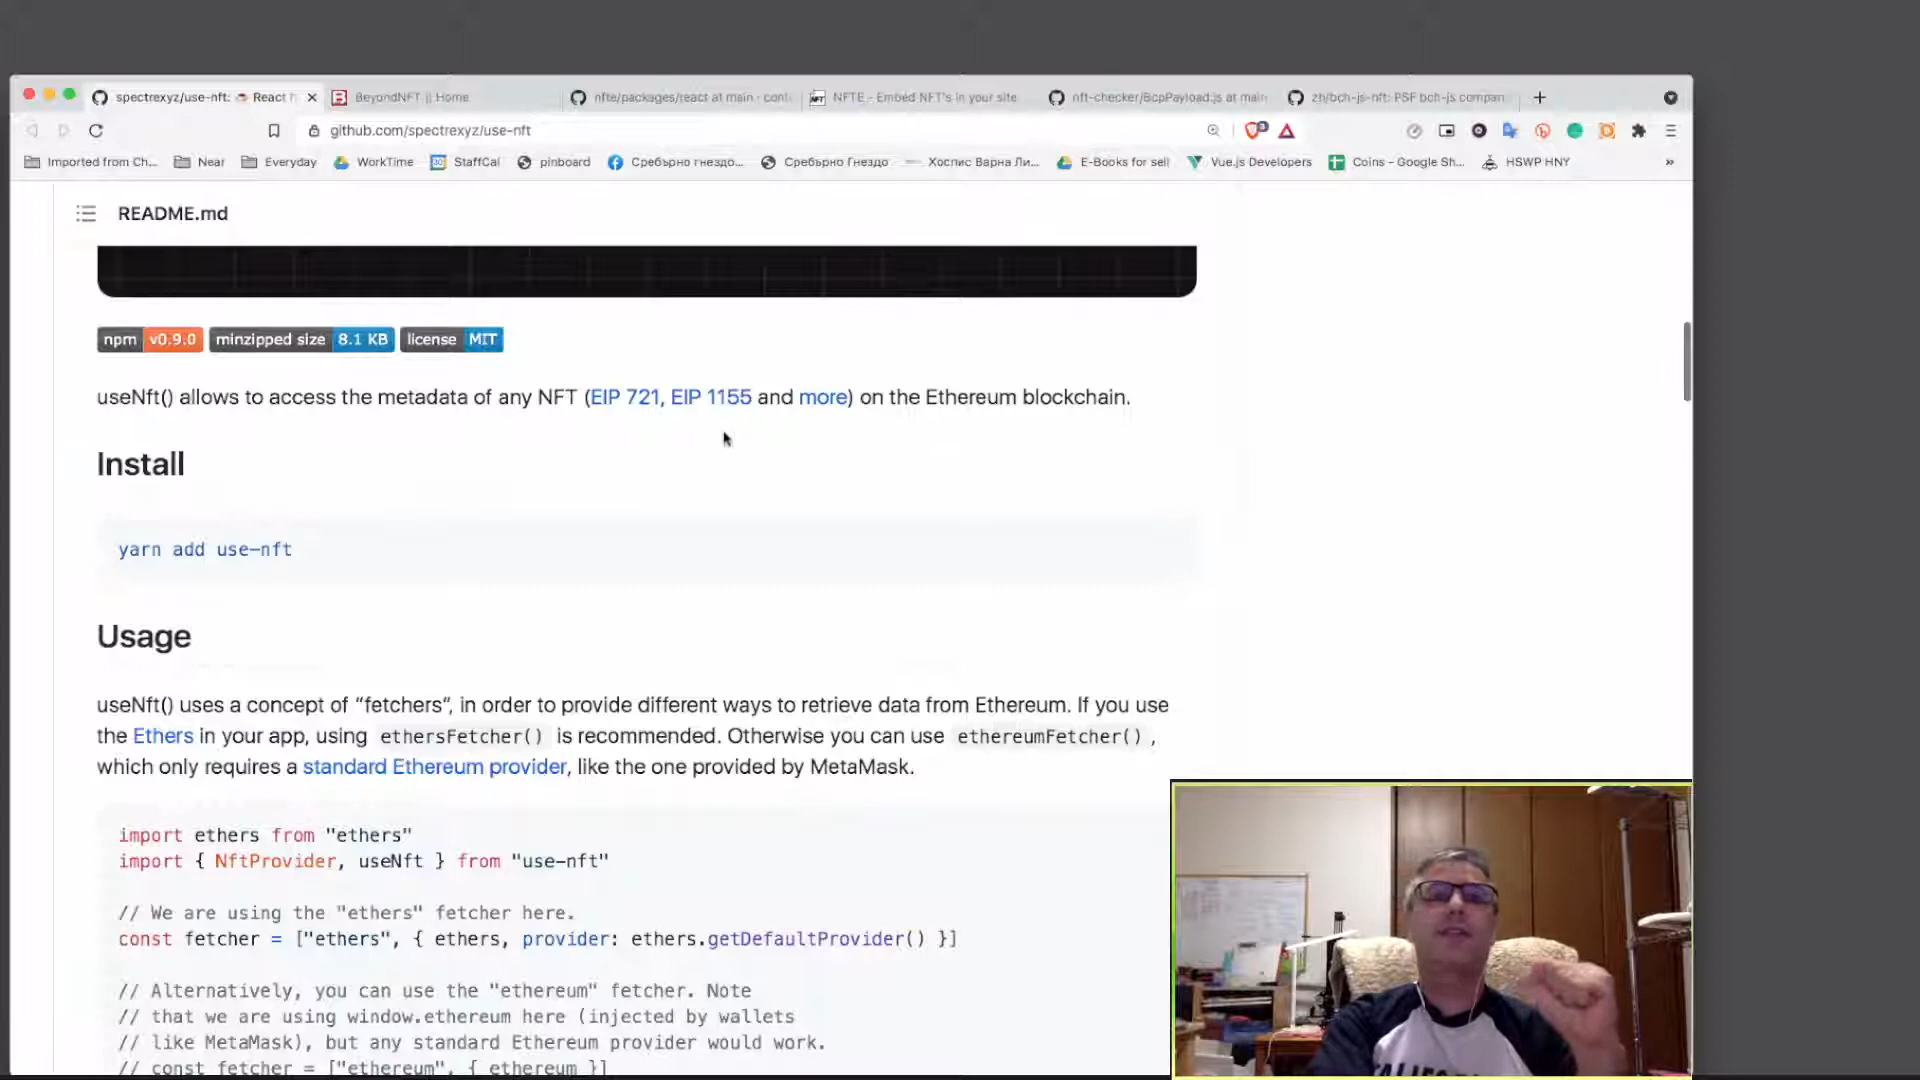 spectrexyz/use-nft: React h
BeyondNFT || Home
nfte/packages/react at main · cont
NFTE - Embed NFT's in your site
nft-checker/BcpPayload.js at main
zh/bch-js-nft: PSF bch-js compan
github.com/spectrexyz/use-nft
Imported from Ch...
Near
Everyday
WorkTime
StaffCal
pinboard
Сребърно гнездо...
Сребърно Гнездо
Хоспис Варна Ли...
E-Books for sell
Vue.js Developers
Coins - Google Sh...
HSWP HNY
»
README.md
npm v0.9.0 minzipped size 8.1 KB license MIT
useNft() allows to access the metadata of any NFT (EIP 721, EIP 1155 and more) on the Ethereum blockchain.
Install
yarn add use-nft
Usage
useNft() uses a concept of “fetchers”, in order to provide different ways to retrieve data from Ethereum. If you use
the Ethers in your app, using ethersFetcher() is recommended. Otherwise you can use ethereumFetcher() ,
which only requires a standard Ethereum provider, like the one provided by MetaMask.
import ethers from "ethers"
import { NftProvider, useNft } from "use-nft"
// We are using the "ethers" fetcher here.
const fetcher = ["ethers", { ethers, provider: ethers.getDefaultProvider() }]
// Alternatively, you can use the "ethereum" fetcher. Note
// that we are using window.ethereum here (injected by wallets
// like MetaMask), but any standard Ethereum provider would work.
// const fetcher = ["ethereum", { ethereum }]